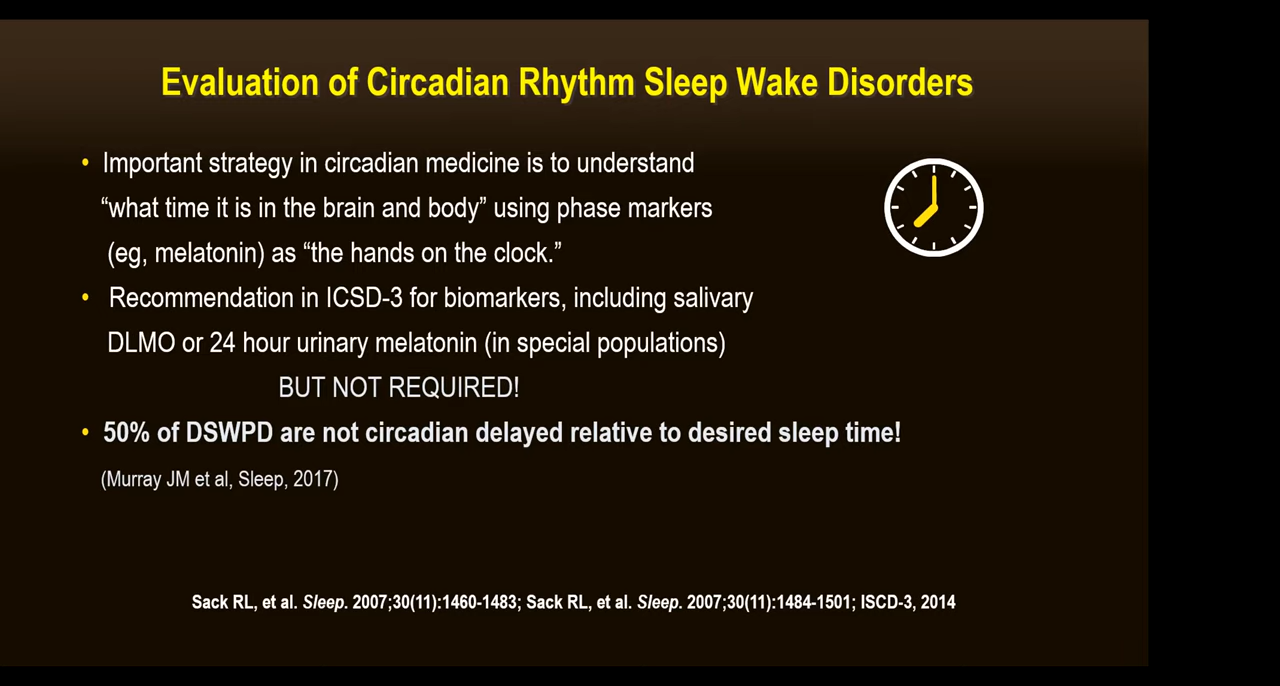 Evaluation of Circadian Rhythm Sleep Wake Disorders
• Important strategy in circadian medicine is to understand
“what time it is in the brain and body” using phase markers
(eg, melatonin) as “the hands on the clock.”
• Recommendation in ICSD-3 for biomarkers, including salivary
DLMO or 24 hour urinary melatonin (in special populations)
BUT NOT REQUIRED!
• 50% of DSWPD are not circadian delayed relative to desired sleep time!
(Murray JM et al, Sleep, 2017)
Sack RL, et al. Sleep. 2007;30(11):1460-1483; Sack RL, et al. Sleep. 2007;30(11):1484-1501; ISCD-3, 2014